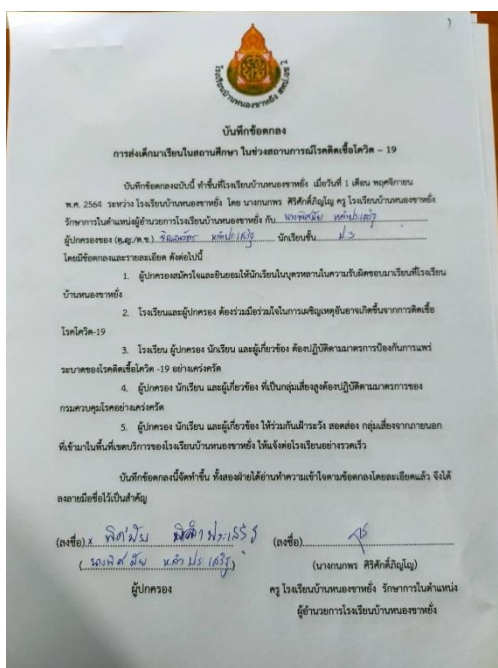 โรงเรียนบ้านหนองขาหยั่ง สพป.อุธ 2
บันทึกข้อตกลง
การส่งเด็กมาเรียนในสถานศึกษา ในช่วงสถานการณ์โรคติดเชื้อโควิด – 19
บันทึกข้อตกลงฉบับนี้ ทำขึ้นที่โรงเรียนบ้านหนองขาหยั่ง เมื่อวันที่ 1 เดือน พฤศจิกายน
พ.ศ. 2564 ระหว่าง โรงเรียนบ้านหนองขาหยั่ง โดย นางกนกพร ศิริศักดิ์ภิญโญ ครู โรงเรียนบ้านหนองขาหยั่ง
รักษาการในตำแหน่งผู้อำนวยการโรงเรียนบ้านหนองขาหยั่ง กับ
ผู้ปกครองของ (ด.ญ./ด.ช.) นักเรียนชั้น
โดยมีข้อตกลงและรายละเอียด ดังต่อไปนี้
1. ผู้ปกครองสมัครใจและยินยอมให้นักเรียนในบุตรหลานในความรับผิดชอบมาเรียนที่โรงเรียน
บ้านหนองขาหยั่ง
2. โรงเรียนและผู้ปกครอง ต้องร่วมมือร่วมใจในการเผชิญเหตุอันอาจเกิดขึ้นจากการติดเชื้อ
โรคโควิด-19
3. โรงเรียน ผู้ปกครอง นักเรียน และผู้เกี่ยวข้อง ต้องปฏิบัติตามมาตรการป้องกันการแพร่
ระบาดของโรคติดเชื้อโควิด -19 อย่างเคร่งครัด
4. ผู้ปกครอง นักเรียน และผู้เกี่ยวข้อง ที่เป็นกลุ่มเสี่ยงสูงต้องปฏิบัติตามมาตรการของ
กรมควบคุมโรคอย่างเคร่งครัด
5. ผู้ปกครอง นักเรียน และผู้เกี่ยวข้อง ให้ร่วมกันเฝ้าระวัง สอดส่อง กลุ่มเสี่ยงจากภายนอก
ที่เข้ามาในพื้นที่เขตบริการของโรงเรียนบ้านหนองขาหยั่ง ให้แจ้งต่อโรงเรียนอย่างรวดเร็ว
บันทึกข้อตกลงนี้จัดทำขึ้น ทั้งสองฝ่ายได้อ่านทำความเข้าใจตามข้อตกลงโดยละเอียดแล้ว จึงได้
ลงลายมือชื่อไว้เป็นสำคัญ
(ลงชื่อ) (ลงชื่อ)
(นางกนกพร ศิริศักดิ์ภิญโญ)
ผู้ปกครอง ครู โรงเรียนบ้านหนองขาหยั่ง รักษาการในตำแหน่ง
ผู้อำนวยการโรงเรียนบ้านหนองขาหยั่ง